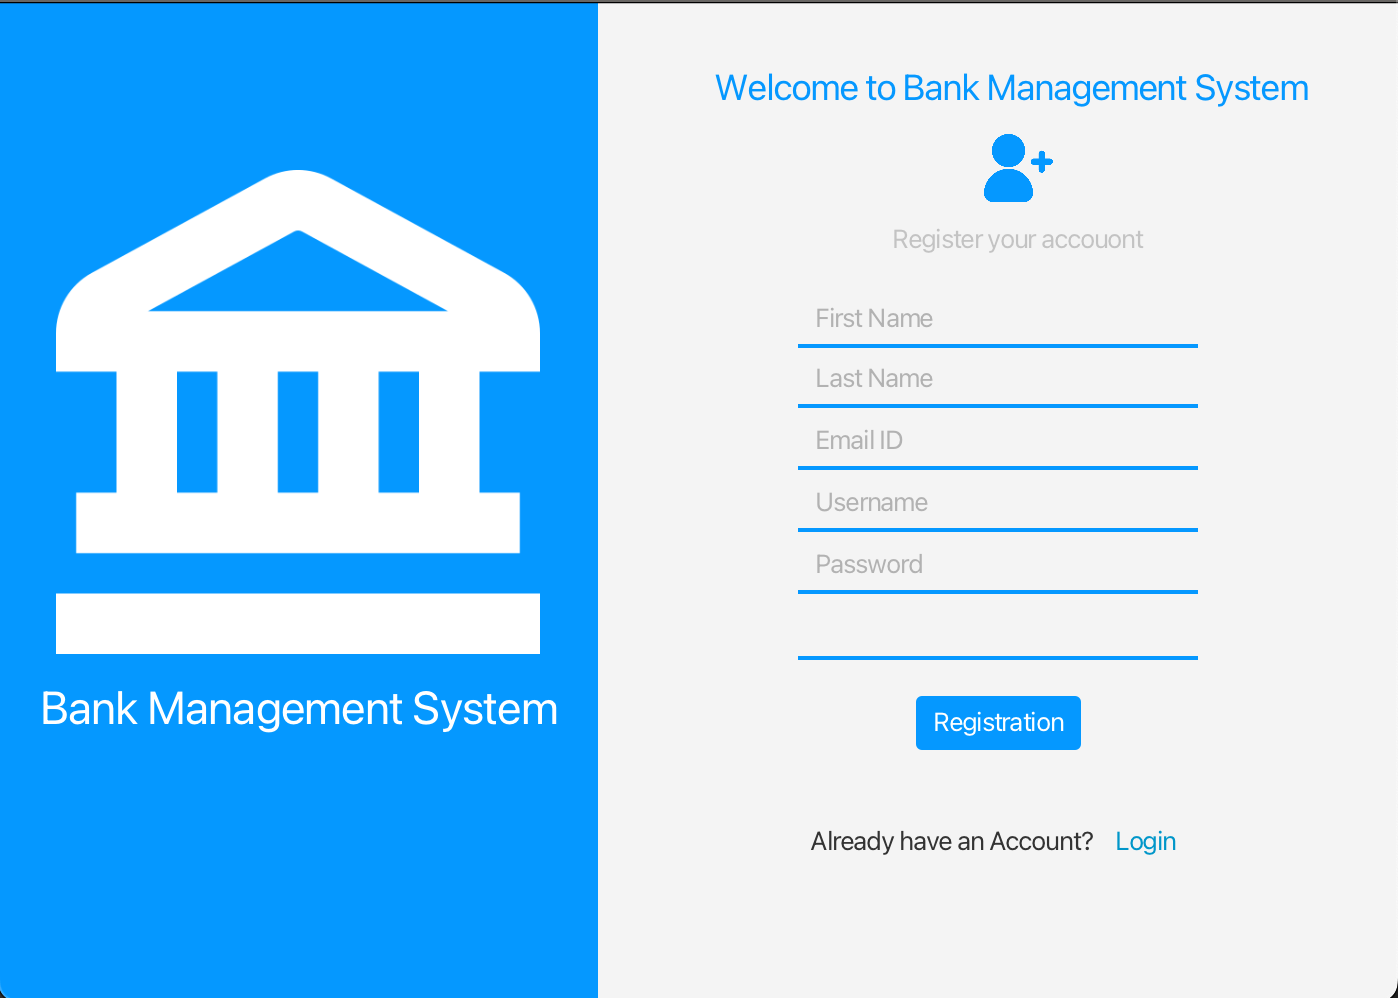 Bank Management System
Welcome to Bank Management System
Register your accouont
First Name
Last Name
Email ID
Username
Password
Registration
Already have an Account? Login